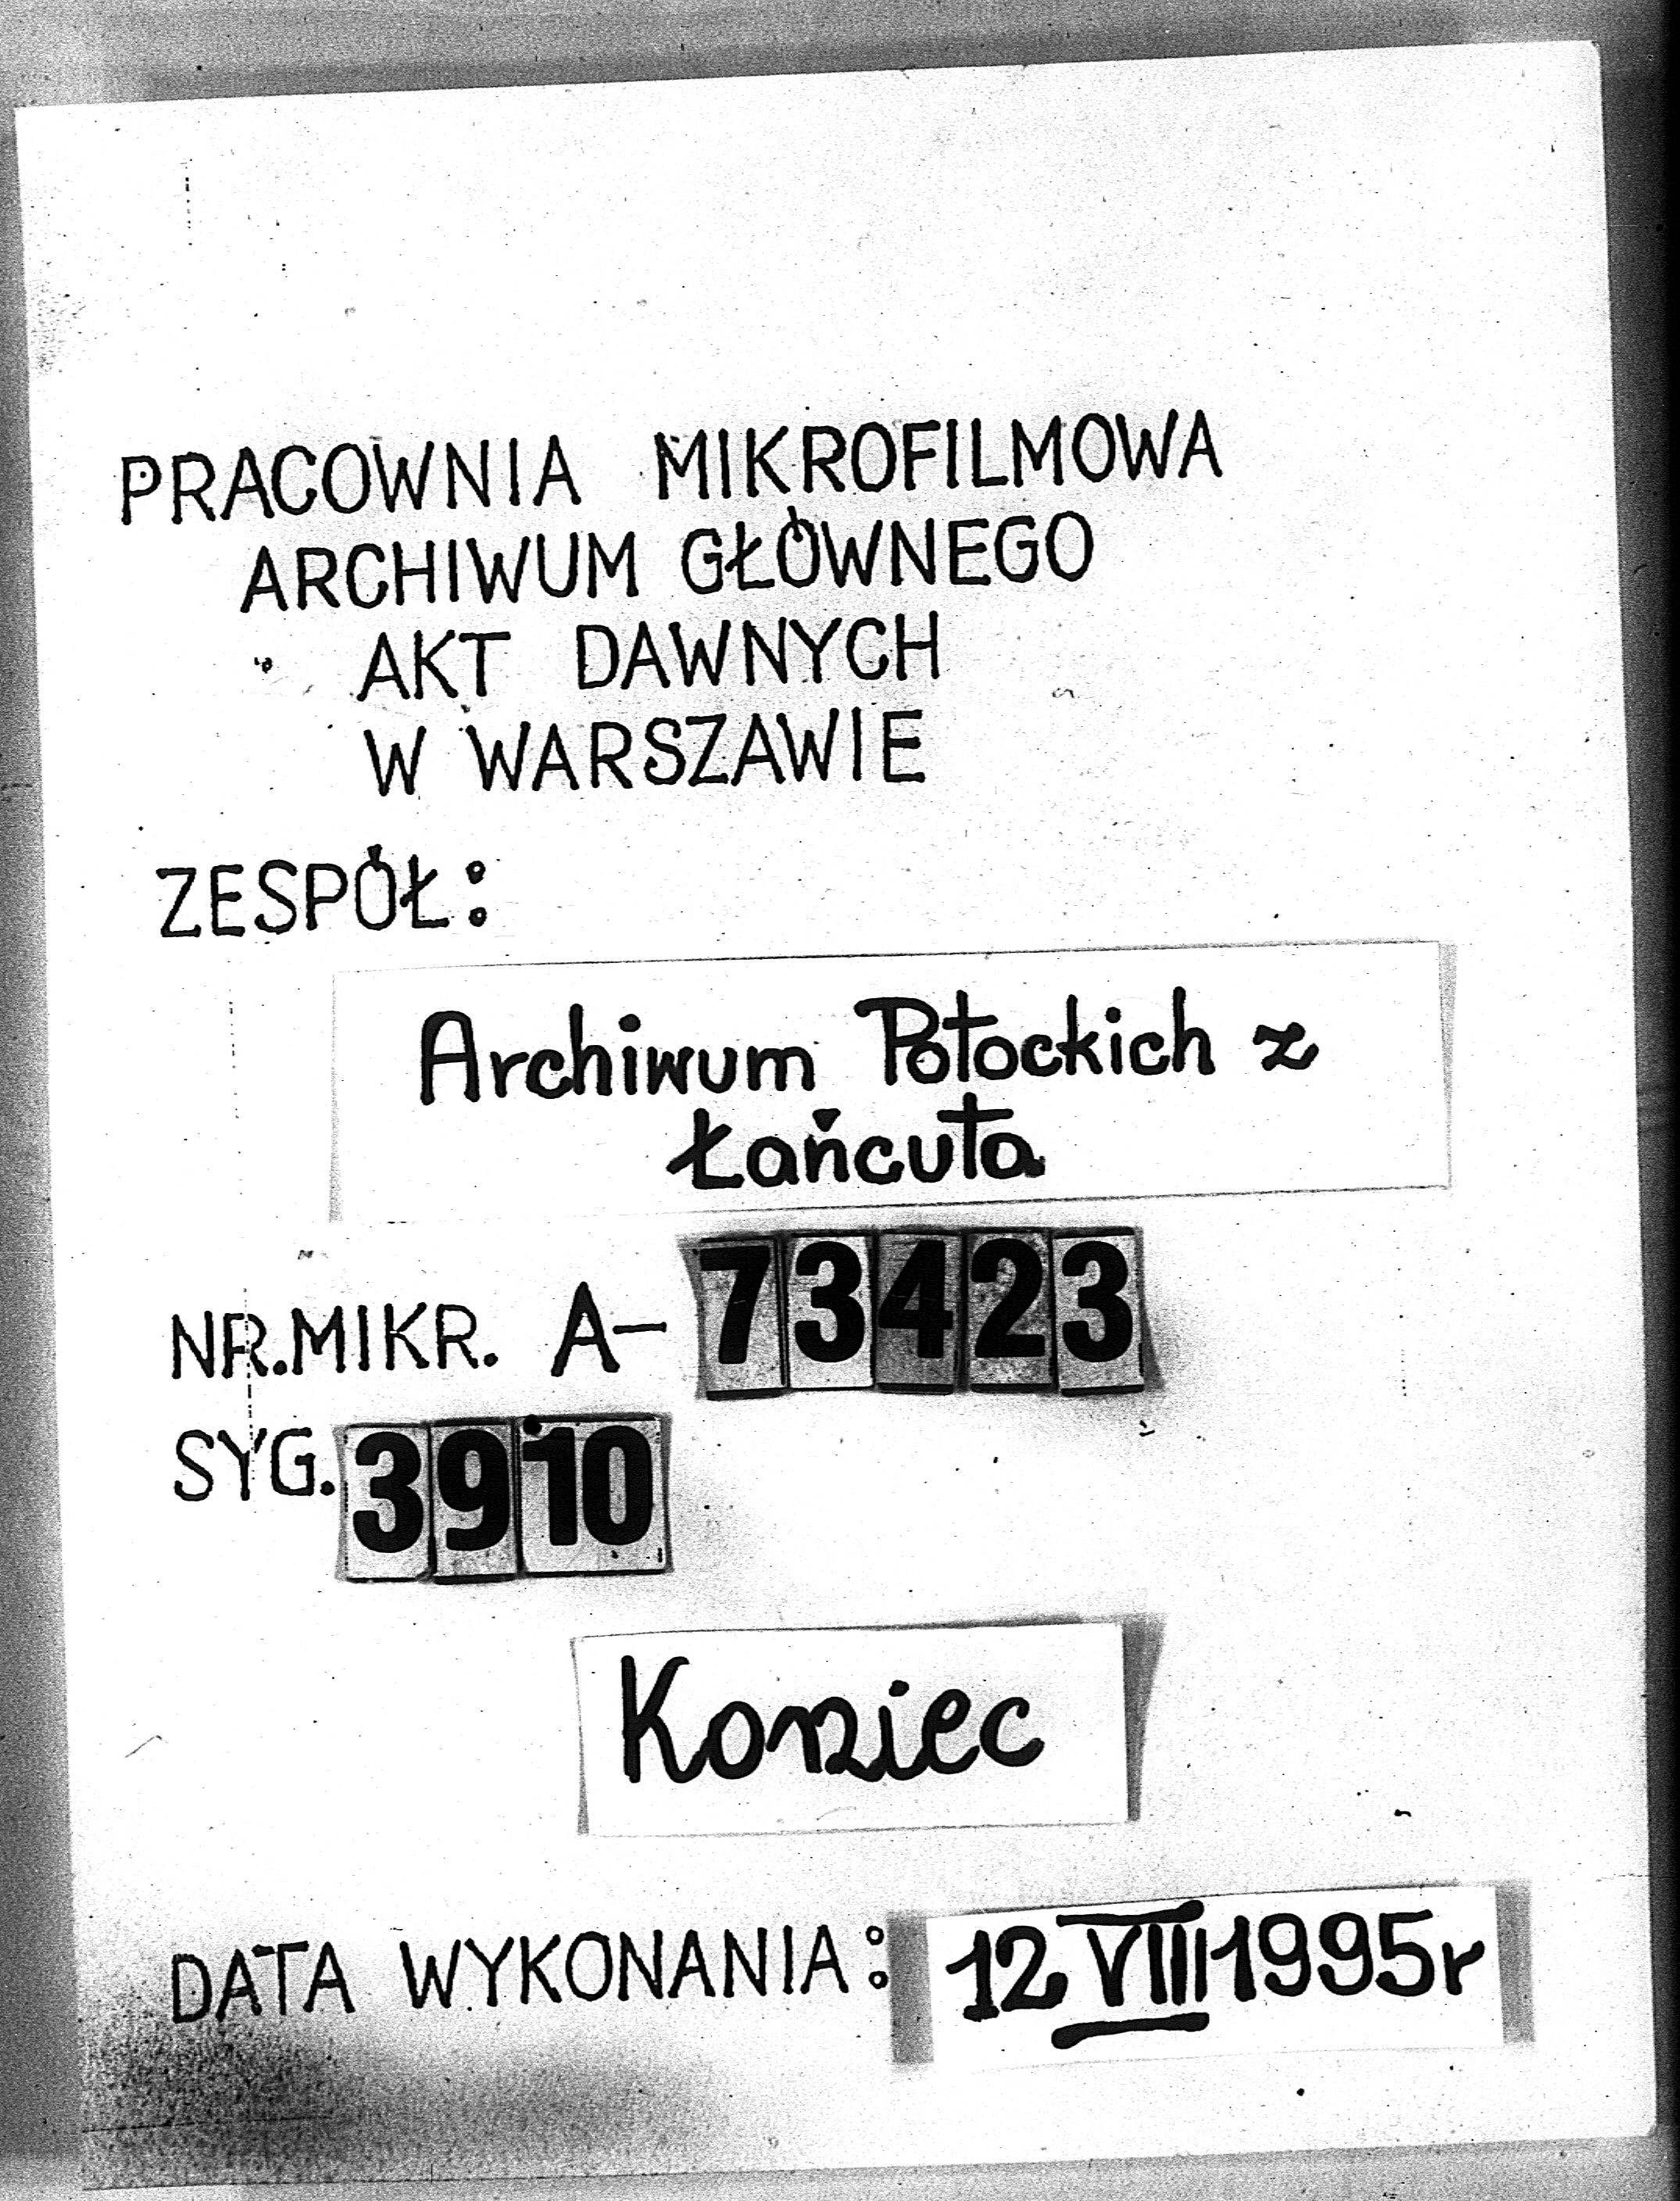 PRACOWNIA MIKROFILMOWA
ARCHIWUM GŁÓWNEGO
AKT DAWNYCH
W WARSZAWIE
ZESPÓŁ:
Archiwum Potockich z
Łańcuta
NR.MIKR. A- 73423
SYG. 3910
Koniec
DATA WYKONANIA: 12 VIII 1995r